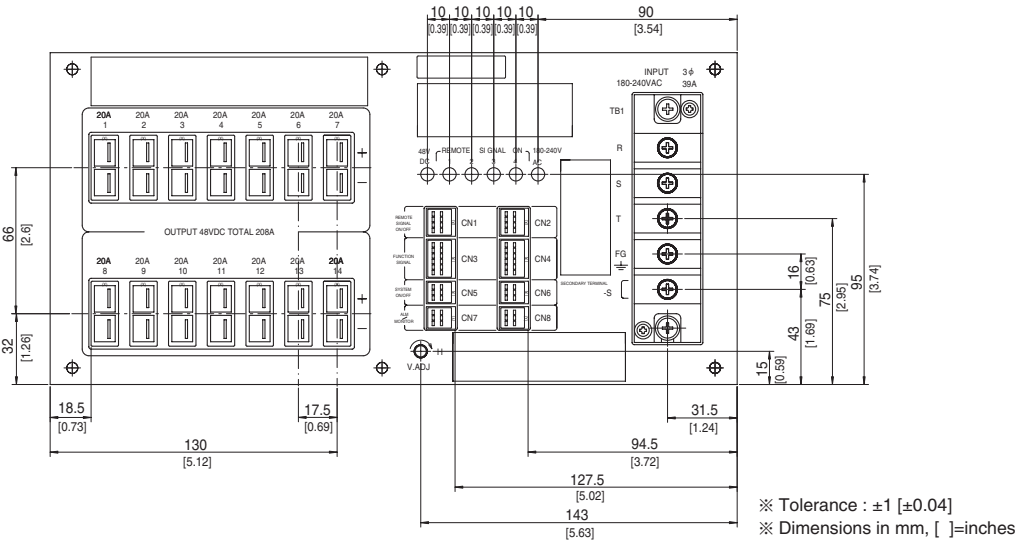 10 10 10 10 10 90
[0.39] [0.39] [0.39] [0.39] [0.39] [3.54]
INPUT 3ϕ
180-240VAC 39A
TB1
R
S
T
FG
SECONDARY TERMINAL
-S
20A 20A 20A 20A 20A 20A 20A
1 2 3 4 5 6 7
+
−
OUTPUT 48VDC TOTAL 208A
20A 20A 20A 20A 20A 20A 20A
8 9 10 11 12 13 14
+
−
48V REMOTE SIGNAL ON 180-240V
DC 1 2 3 4 AC
REMOTE
SIGNAL
ON/OFF
CN1 CN2
FUNCTION
SIGNAL
CN3 CN4
SYSTEM
ON/OFF
CN5 CN6
ALM
MONITOR
CN7 CN8
V.ADJ
H
66
[2.6]
32
[1.26]
16
[0.63]
43
[1.69]
75
[2.95]
95
[3.74]
15
[0.59]
18.5
[0.73]
17.5
[0.69]
31.5
[1.24]
130
[5.12]
94.5
[3.72]
127.5
[5.02]
143
[5.63]
※ Tolerance : ±1 [±0.04]
※ Dimensions in mm, [ ]=inches